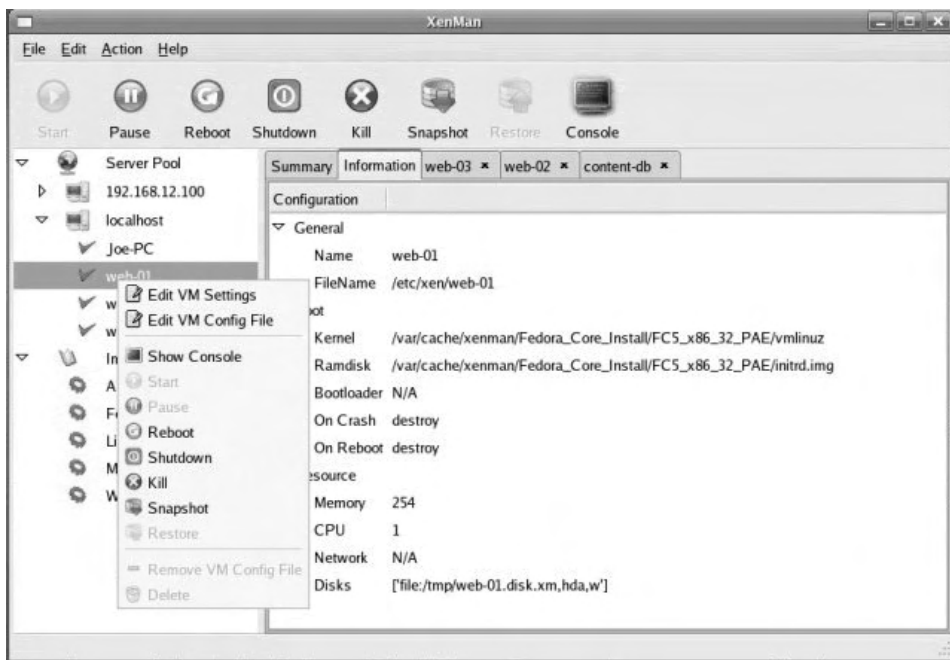 XenMan
File Edit Action Help
Start Pause Reboot Shutdown Kill Snapshot Restore Console
Server Pool
192.168.12.100
localhost
Joe-PC
web-01
w
w
In
A
Fe
Li
M
W
Edit VM Settings
Edit VM Config File
Show Console
Start
Pause
Reboot
Shutdown
Kill
Snapshot
Restore
Remove VM Config File
Delete
Summary Information web-03 web-02 content-db
Configuration
General
Name web-01
FileName /etc/xen/web-01
oot
Kernel /var/cache/xenman/Fedora_Core_Install/FC5_x86_32_PAE/vmlinuz
Ramdisk /var/cache/xenman/Fedora_Core_Install/FC5_x86_32_PAE/initrd.img
Bootloader N/A
On Crash destroy
On Reboot destroy
esource
Memory 254
CPU 1
Network N/A
Disks ['file:/tmp/web-01.disk.xm,hda,w']